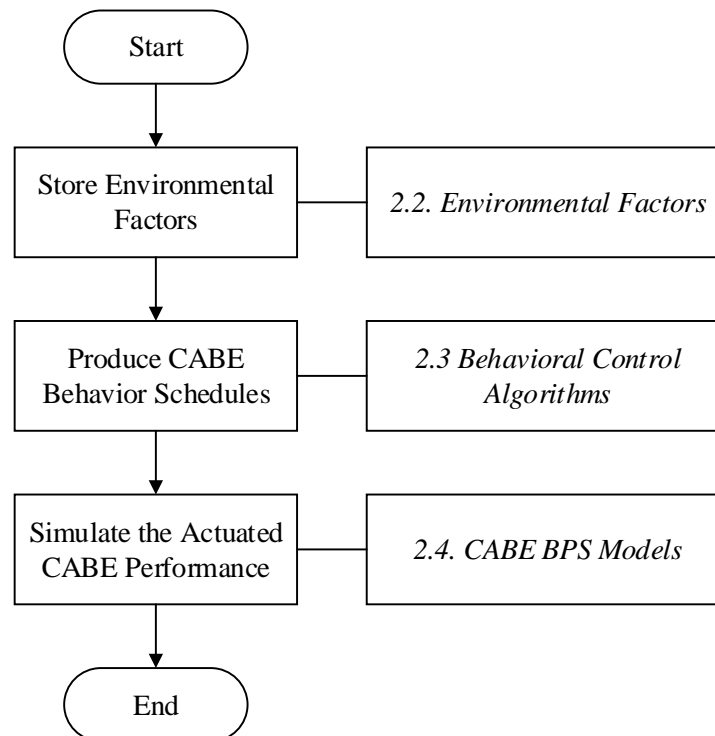 Start
Store Environmental
Factors
2.2. Environmental Factors
Produce CABE
Behavior Schedules
2.3 Behavioral Control
Algorithms
Simulate the Actuated
CABE Performance
2.4. CABE BPS Models
End